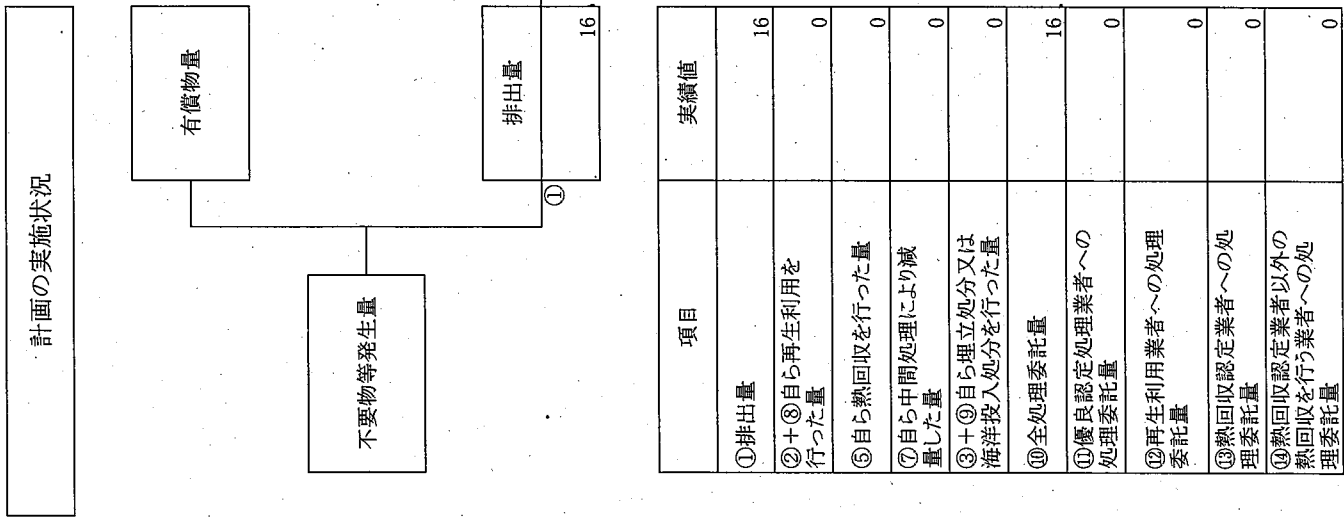 計画の実施状況
不要物等発生量
有償物量
①
排出量
16
項目
実績値
①排出量
16
②+⑧自ら再生利用を
行った量
0
⑤自ら熱回収を行った量
0
⑦自ら中間処理により減
量した量
0
③+⑨自ら埋立処分又は
海洋投入処分を行った量
0
⑩全処理委託量
16
⑪優良認定処理業者への
処理委託量
0
⑫再生利用業者への処理
委託量
0
⑬熱回収認定業者への処
理委託量
0
⑭熱回収認定業者以外の
熱回収を行う業者への処
理委託量
0